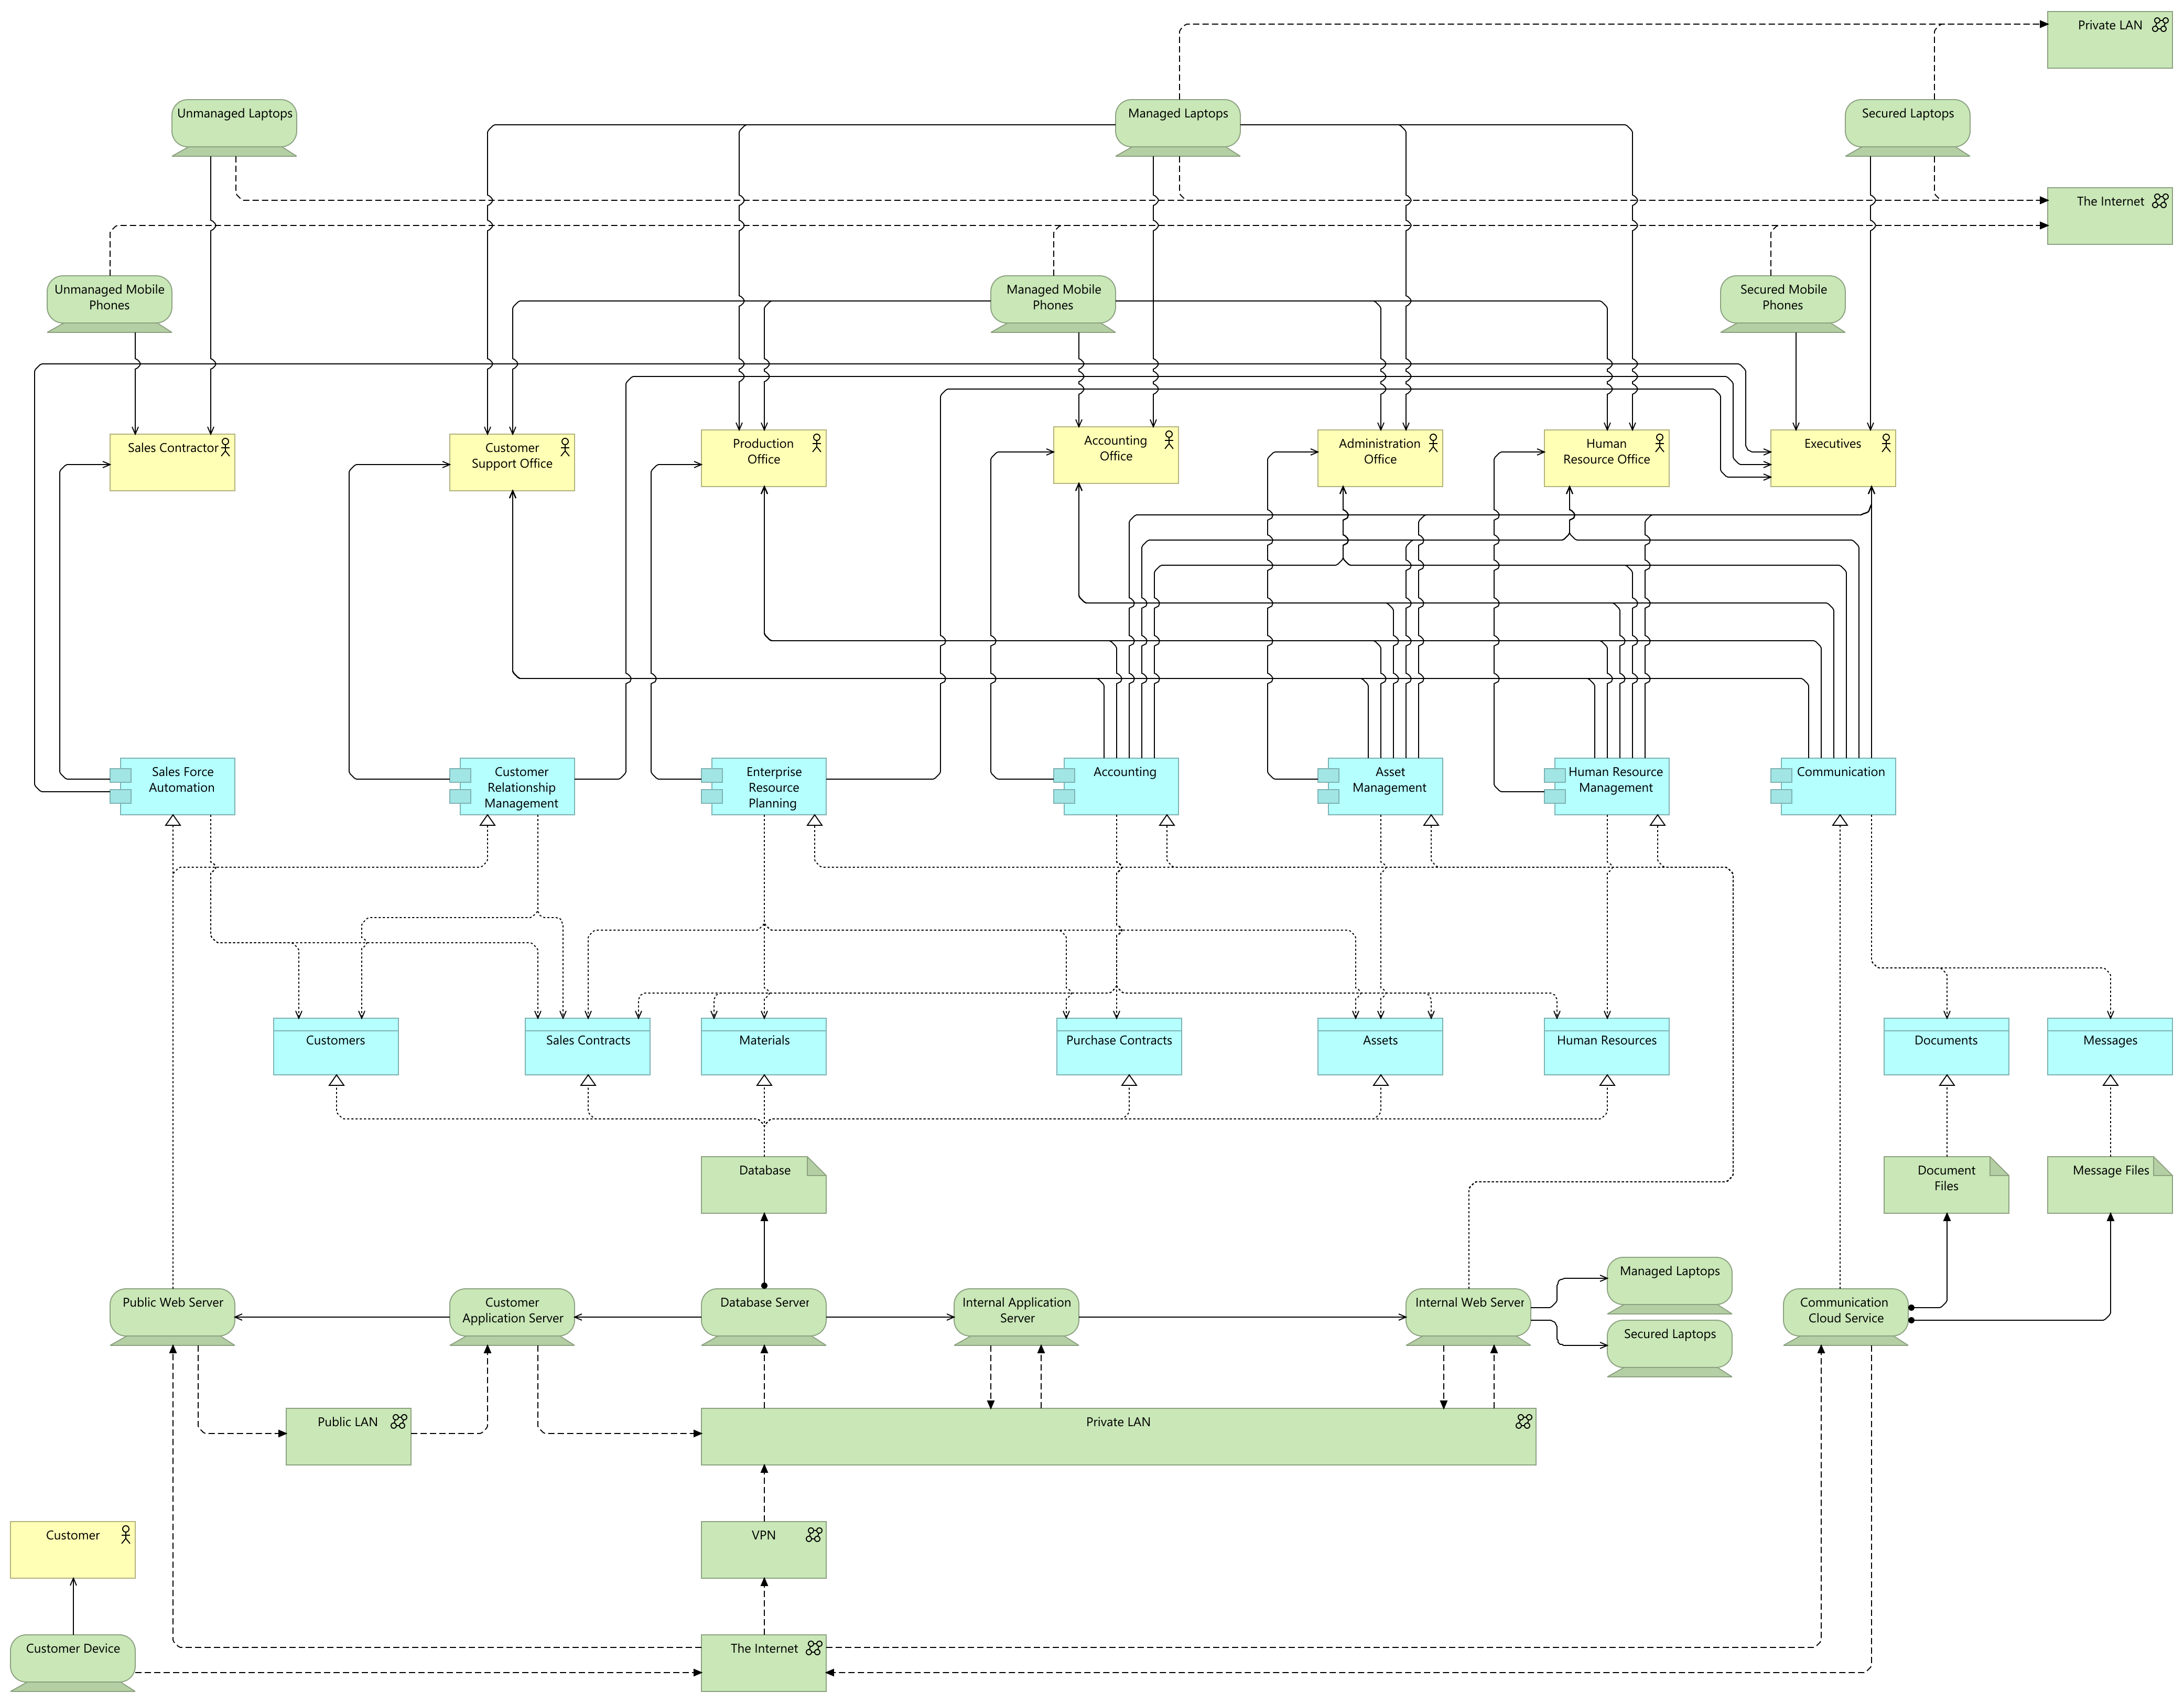 Private LAN
Unmanaged Laptops
Managed Laptops
Secured Laptops
The Internet
Unmanaged Mobile
Phones
Managed Mobile
Phones
Secured Mobile
Phones
Sales Contractor
Customer
Support Office
Production
Office
Accounting
Office
Administration
Office
Human
Resource Office
Executives
Sales Force
Automation
Customer
Relationship
Management
Enterprise
Resource
Planning
Accounting
Asset
Management
Human Resource
Management
Communication
Customers
Sales Contracts
Materials
Purchase Contracts
Assets
Human Resources
Documents
Messages
Database
Document
Files
Message Files
Managed Laptops
Public Web Server
Customer
Application Server
Database Server
Internal Application
Server
Internal Web Server
Communication
Cloud Service
Secured Laptops
Public LAN
Private LAN
Customer
VPN
Customer Device
The Internet